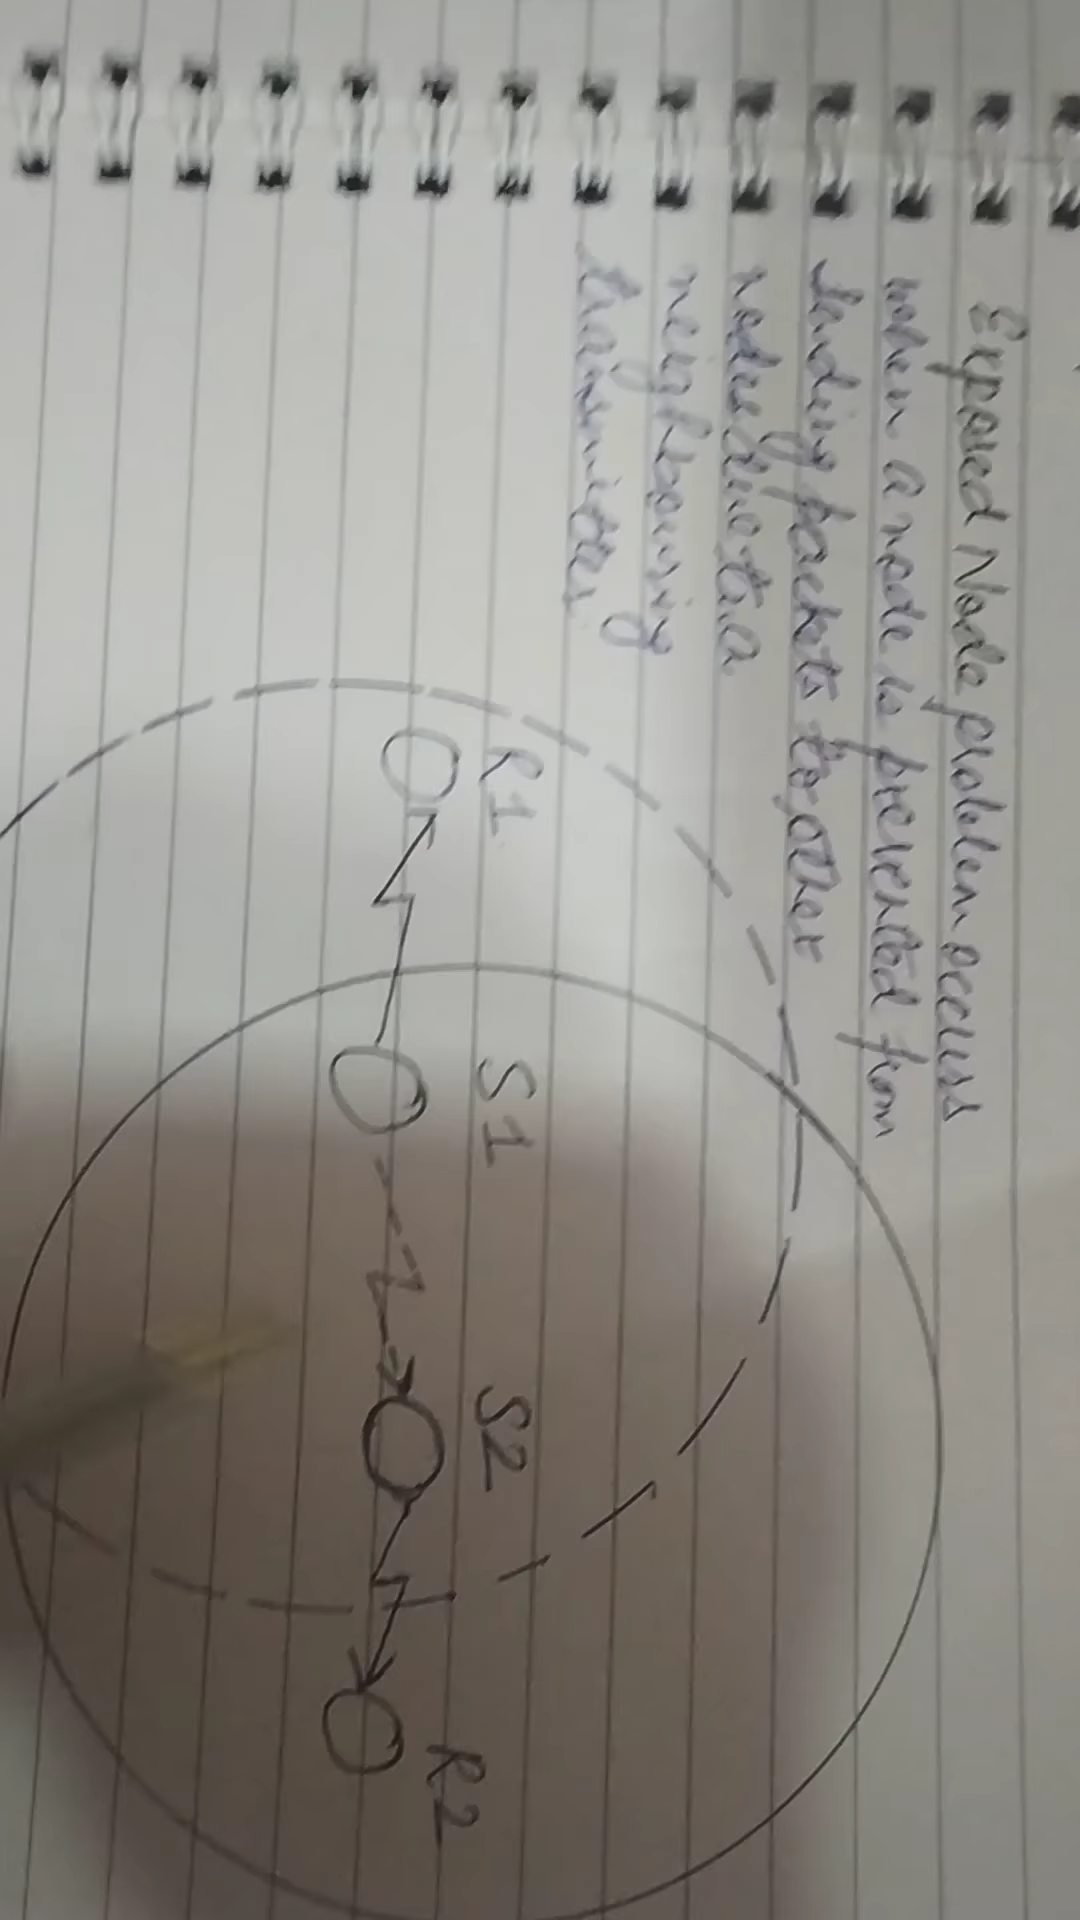 Exposed Node problem occurs
when a node is prevented from
sending packets to other
nodes due to a
neighbouring
transmitter.
R1 S1 S2 R2